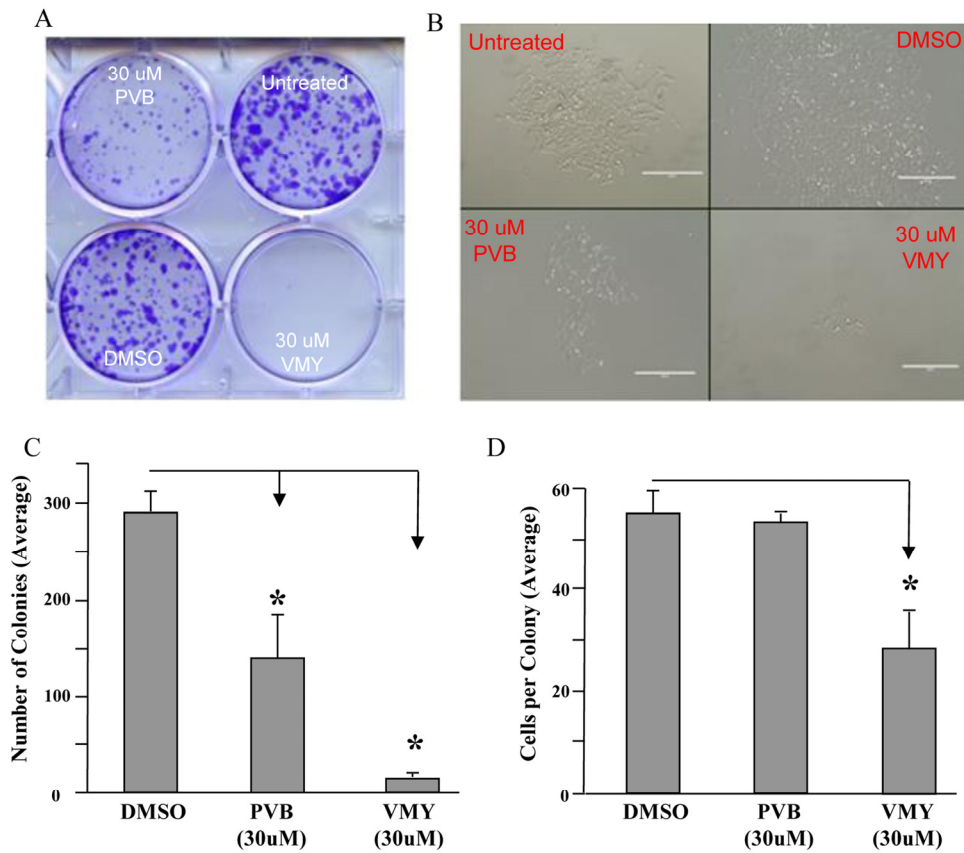 A
30 uM
PVB
Untreated
DMSO
30 uM
VMY
B
Untreated
DMSO
30 uM
PVB
30 uM
VMY
C
Number of Colonies (Average)
300
200
100
0
*
*
DMSO
PVB
(30uM)
VMY
(30uM)
D
Cells per Colony (Average)
60
40
20
0
*
DMSO
PVB
(30uM)
VMY
(30uM)